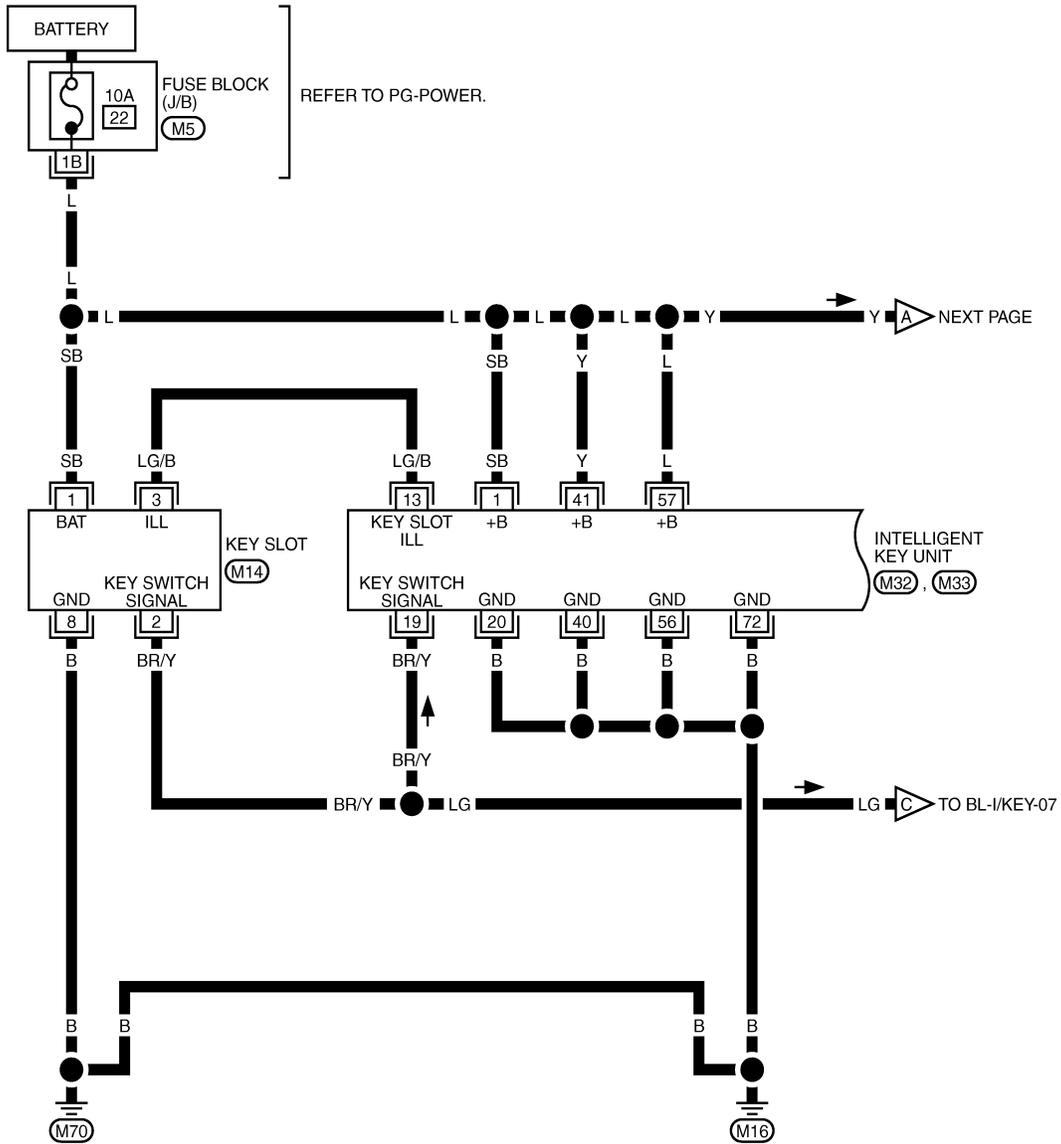 BATTERY
10A
22
FUSE BLOCK
(J/B)
M5
REFER TO PG-POWER.
1B
L
L
L
L
L
L
Y
Y
A
NEXT PAGE
SB
SB
Y
L
SB
LG/B
LG/B
SB
Y
L
1
3
13
1
41
57
BAT
ILL
KEY SLOT
ILL
+B
+B
+B
KEY SLOT
M14
INTELLIGENT
KEY UNIT
M32 , M33
GND
KEY SWITCH
SIGNAL
KEY SWITCH
SIGNAL
GND
GND
GND
GND
8
2
19
20
40
56
72
B
BR/Y
BR/Y
B
B
B
B
BR/Y
BR/Y
LG
LG
C
TO BL-I/KEY-07
B
B
B
B
M70
M16